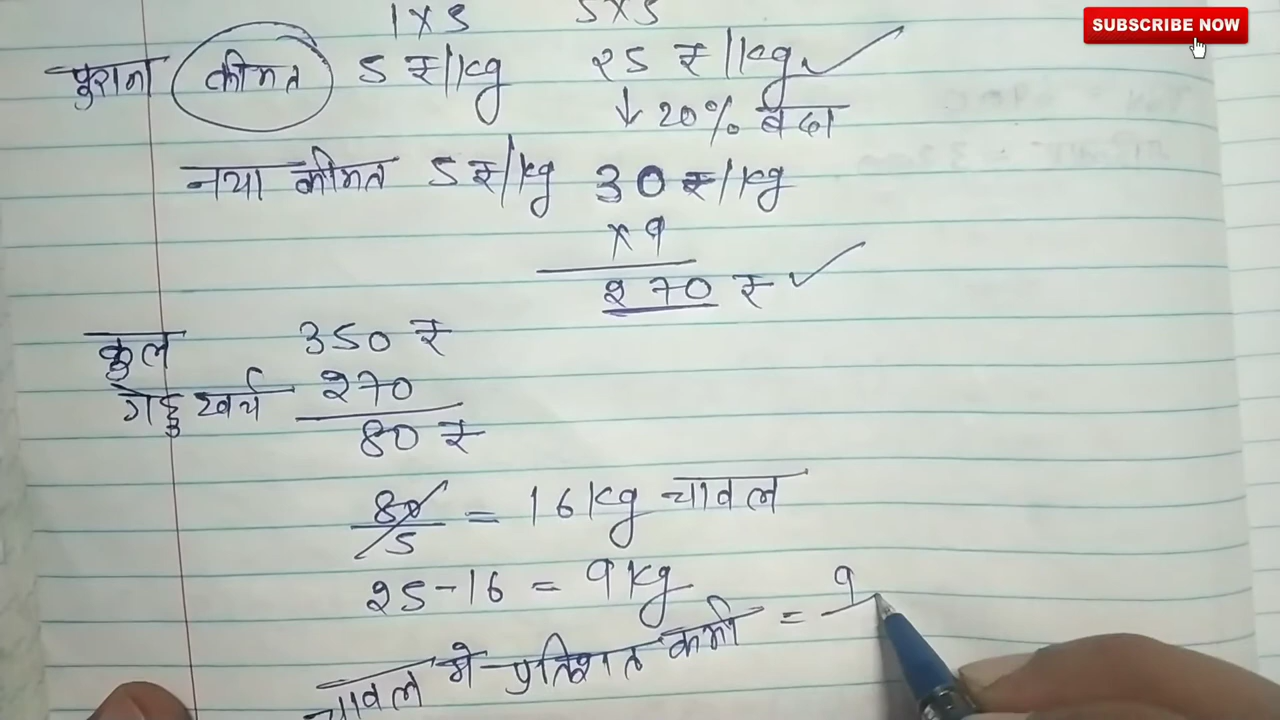 SUBSCRIBE NOW
1 x 5 5 x 5
पुराना कीमत 5 ₹/kg 25 ₹/kg ✓
↓ 20% बढा
नया कीमत 5 ₹/kg 30 ₹/kg
x 9
270 ₹ ✓
कुल 350 ₹
गेहु खर्च 270
80 ₹
80/5 = 16 kg चावल
25 - 16 = 9 kg
चावल मे प्रतिशत कमी = 9